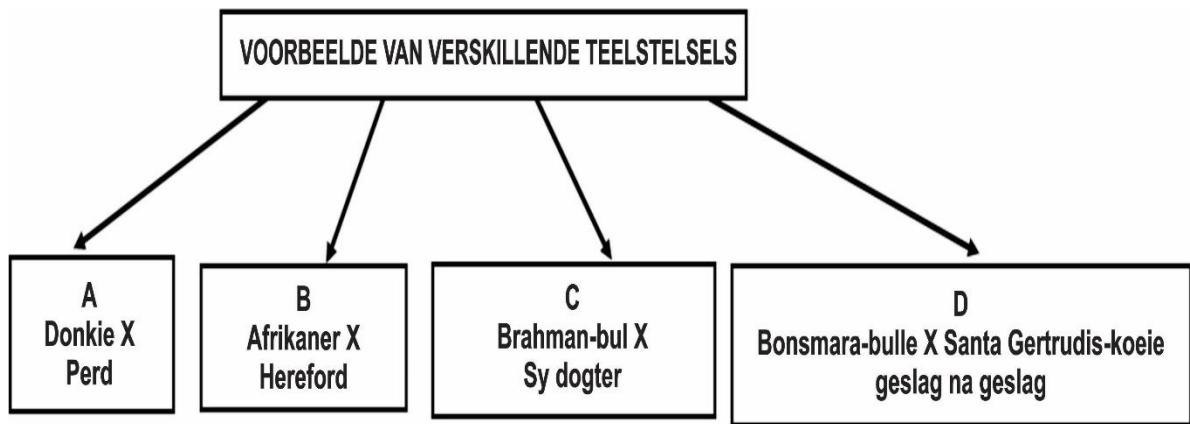 VOORBEELDE VAN VERSKILLENDE TEELSTELSELS
A
Donkie X
Perd
B
Afrikaner X
Hereford
C
Brahman-bul X
Sy dogter
D
Bonsmara-bulle X Santa Gertrudis-koeie
geslag na geslag